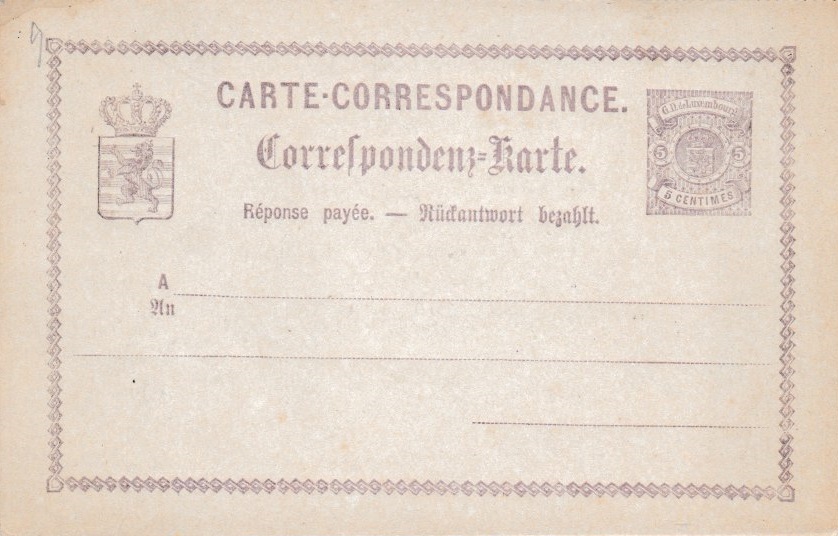 CARTE-CORRESPONDANCE.
G. D. de Luxembourg
5 5
5 CENTIMES
Correſpondenz-Karte.
Réponse payée. — Rückantwort bezahlt.
A
An